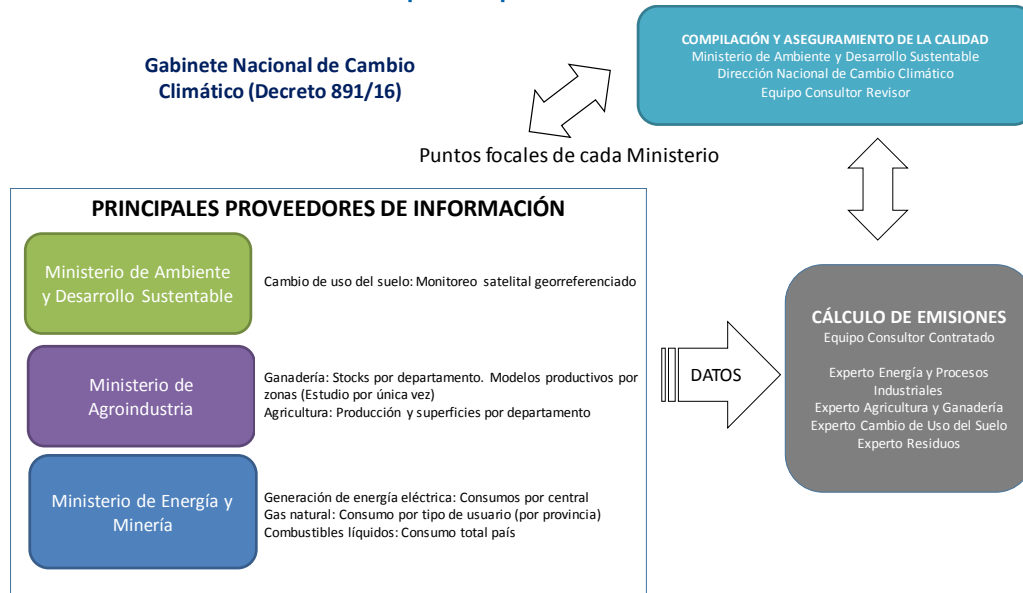 COMPILACIÓN Y ASEGURAMIENTO DE LA CALIDAD
Ministerio de Ambiente y Desarrollo Sustentable
Dirección Nacional de Cambio Climático
Equipo Consultor Revisor
Gabinete Nacional de Cambio
Climático (Decreto 891/16)
Puntos focales de cada Ministerio
PRINCIPALES PROVEEDORES DE INFORMACIÓN
Ministerio de Ambiente
y Desarrollo Sustentable
Cambio de uso del suelo: Monitoreo satelital georreferenciado
Ministerio de
Agroindustria
Ganadería: Stocks por departamento. Modelos productivos por
zonas (Estudio por única vez)
Agricultura: Producción y superficies por departamento
Ministerio de Energía y
Minería
Generación de energía eléctrica: Consumos por central
Gas natural: Consumo por tipo de usuario (por provincia)
Combustibles líquidos: Consumo total país
DATOS
CÁLCULO DE EMISIONES
Equipo Consultor Contratado
Experto Energía y Procesos
Industriales
Experto Agricultura y Ganadería
Experto Cambio de Uso del Suelo
Experto Residuos